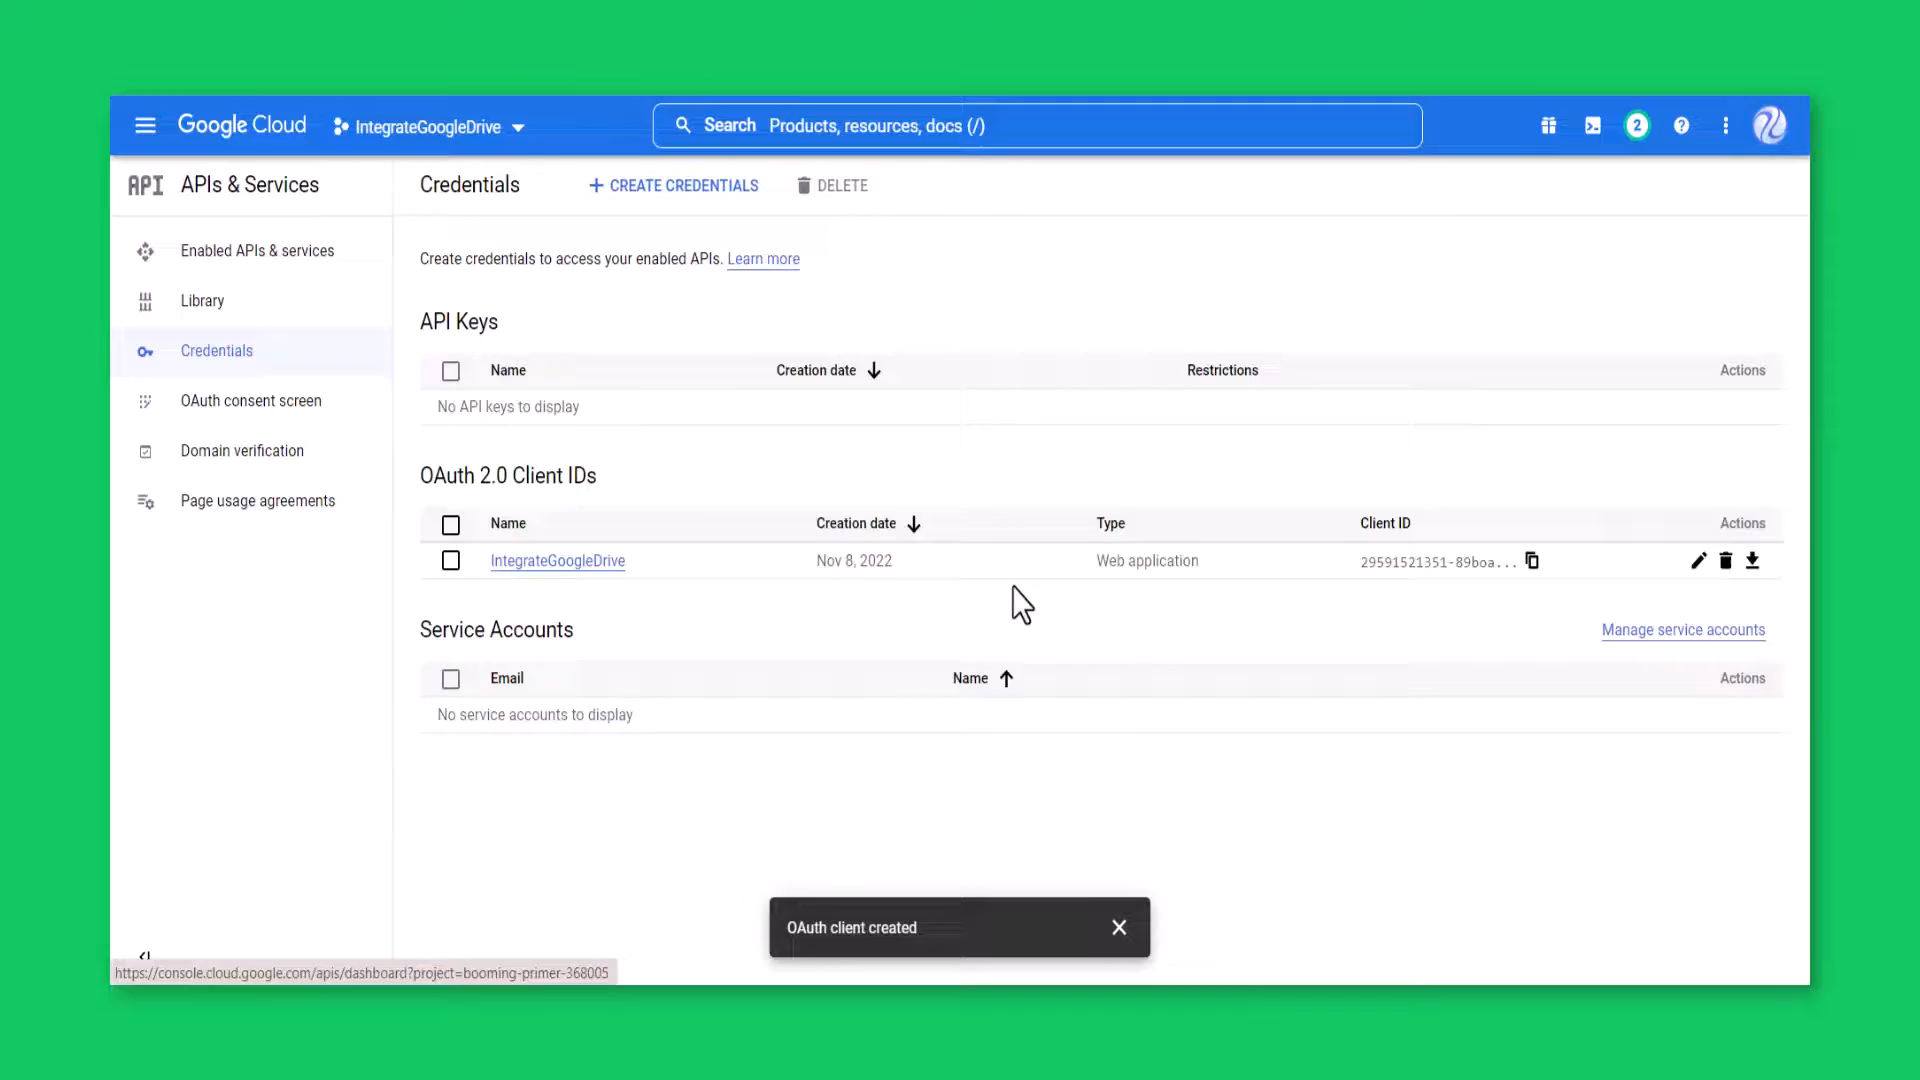 Google Cloud IntegrateGoogleDrive Search Products, resources, docs (/) 2
API APIs & Services Credentials + CREATE CREDENTIALS DELETE
Enabled APIs & services
Library
Credentials
OAuth consent screen
Domain verification
Page usage agreements
Create credentials to access your enabled APIs. Learn more
API Keys
Name Creation date Restrictions Actions
No API keys to display
OAuth 2.0 Client IDs
Name Creation date Type Client ID Actions
IntegrateGoogleDrive Nov 8, 2022 Web application 29591521351-89boa...
Service Accounts Manage service accounts
Email Name Actions
No service accounts to display
OAuth client created
https://console.cloud.google.com/apis/dashboard?project=booming-primer-368005